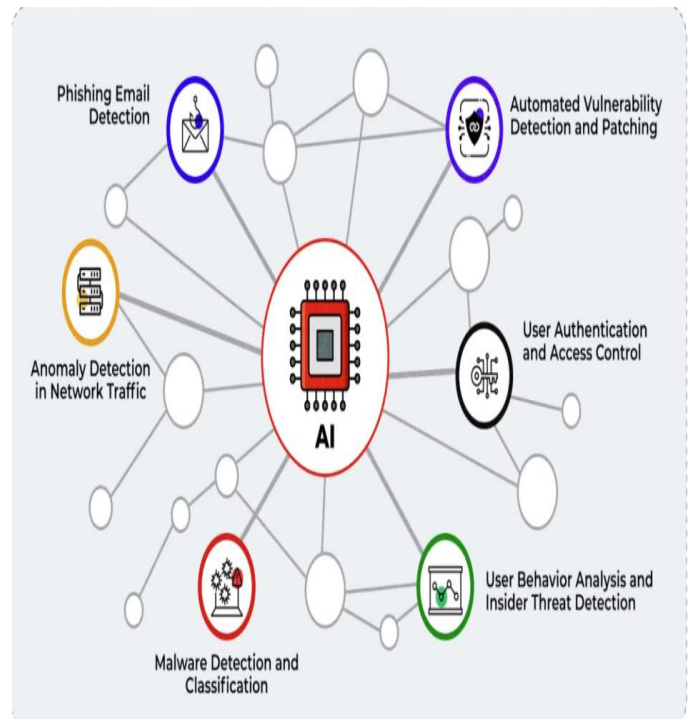 Phishing Email
Detection
Automated Vulnerability
Detection and Patching
Anomaly Detection
in Network Traffic
User Authentication
and Access Control
AI
Malware Detection and
Classification
User Behavior Analysis and
Insider Threat Detection